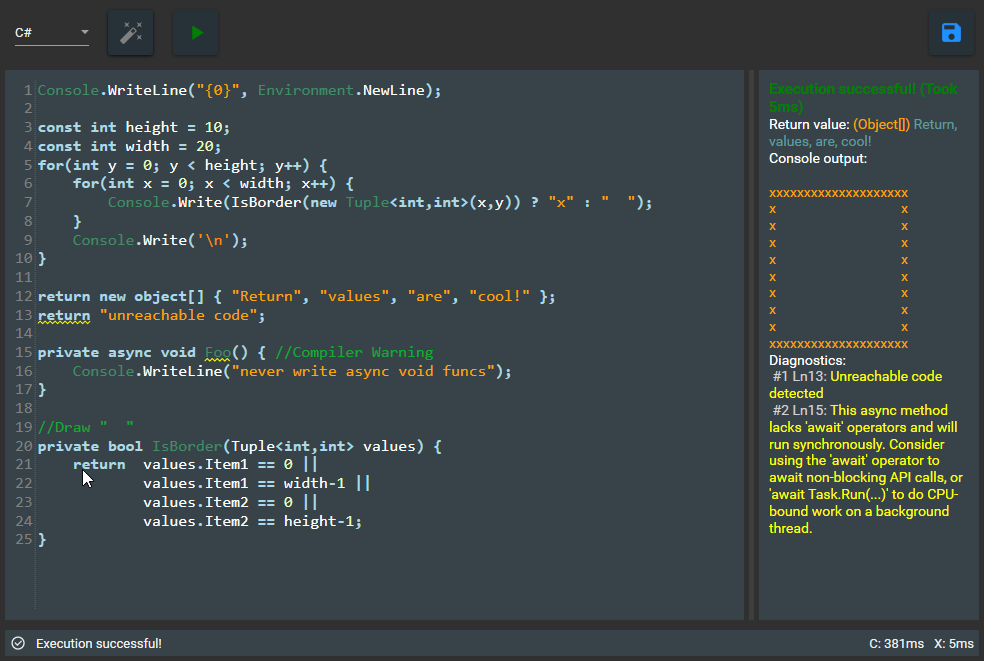 C#
1 Console.WriteLine("{0}", Environment.NewLine);
2
3 const int height = 10;
4 const int width = 20;
5 for(int y = 0; y < height; y++) {
6     for(int x = 0; x < width; x++) {
7         Console.Write(IsBorder(new Tuple<int,int>(x,y)) ? "x" : "  ");
8     }
9     Console.Write('\n');
10 }
11
12 return new object[] { "Return", "values", "are", "cool!" };
13 return "unreachable code";
14
15 private async void Foo() { //Compiler Warning
16     Console.WriteLine("never write async void funcs");
17 }
18
19 //Draw "  "
20 private bool IsBorder(Tuple<int,int> values) {
21     return  values.Item1 == 0 ||
22             values.Item1 == width-1 ||
23             values.Item2 == 0 ||
24             values.Item2 == height-1;
25 }
Execution successful! (Took
5ms)
Return value: (Object[]) Return,
values, are, cool!
Console output:
xxxxxxxxxxxxxxxxxxxx
x                                    x
x                                    x
x                                    x
x                                    x
x                                    x
x                                    x
x                                    x
x                                    x
xxxxxxxxxxxxxxxxxxxx
Diagnostics:
#1 Ln13: Unreachable code
detected
#2 Ln15: This async method
lacks 'await' operators and will
run synchronously. Consider
using the 'await' operator to
await non-blocking API calls, or
'await Task.Run(...)' to do CPU-
bound work on a background
thread.
Execution successful!
C: 381ms X: 5ms